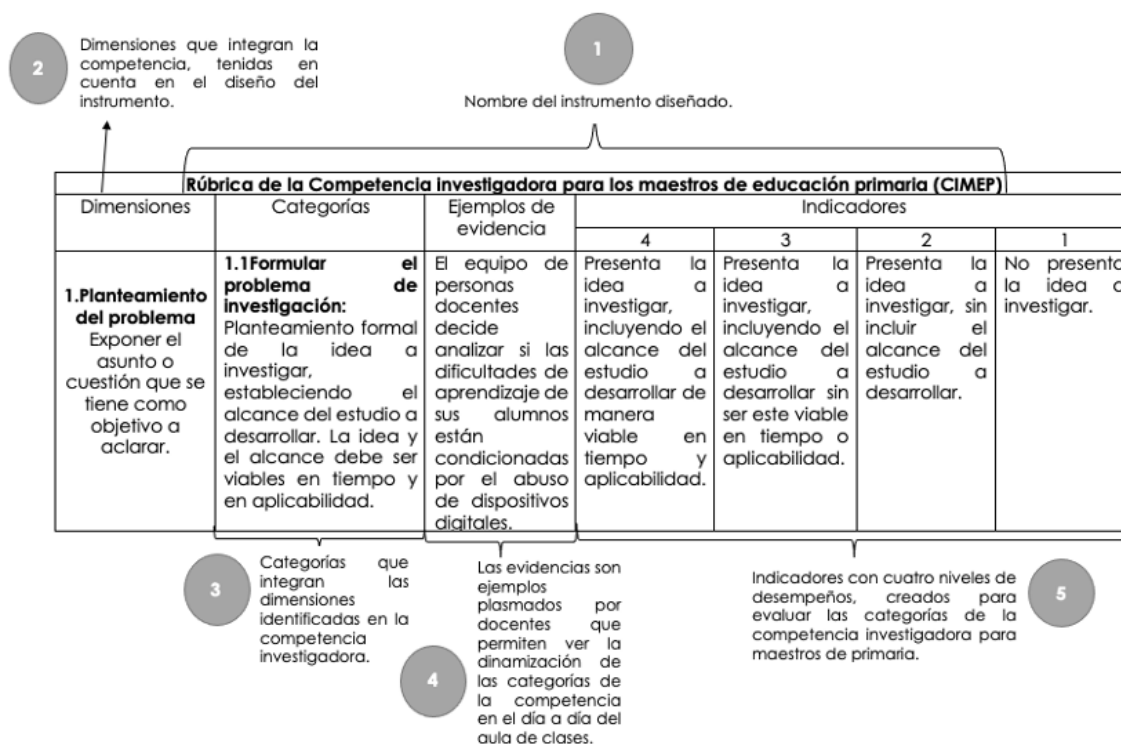 1
Nombre del instrumento diseñado.
2
Dimensiones que integran la
competencia, tenidas en
cuenta en el diseño del
instrumento.
Rúbrica de la Competencia investigadora para los maestros de educación primaria (CIMEP)
Dimensiones
Categorías
Ejemplos de
evidencia
Indicadores
4
3
2
1
1.Planteamiento
del problema
Exponer el
asunto o
cuestión que se
tiene como
objetivo a
aclarar.
1.1Formular el
problema de
investigación:
Planteamiento formal
de la idea a
investigar,
estableciendo el
alcance del estudio a
desarrollar. La idea y
el alcance debe ser
viables en tiempo y
en aplicabilidad.
El equipo de
personas
docentes
decide
analizar si las
dificultades de
aprendizaje de
sus alumnos
están
condicionadas
por el abuso
de dispositivos
digitales.
Presenta la
idea a
investigar,
incluyendo el
alcance del
estudio a
desarrollar de
manera
viable en
tiempo y
aplicabilidad.
Presenta la
idea a
investigar,
incluyendo el
alcance del
estudio a
desarrollar sin
ser este viable
en tiempo o
aplicabilidad.
Presenta la
idea a
investigar, sin
incluir el
alcance del
estudio a
desarrollar.
No presenta
la idea a
investigar.
3
Categorías que
integran las
dimensiones
identificadas en la
competencia
investigadora.
4
Las evidencias son
ejemplos
plasmados por
docentes que
permiten ver la
dinamización de
las categorías de
la competencia
en el día a día del
aula de clases.
Indicadores con cuatro niveles de
desempeños, creados para
evaluar las categorías de la
competencia investigadora para
maestros de primaria.
5